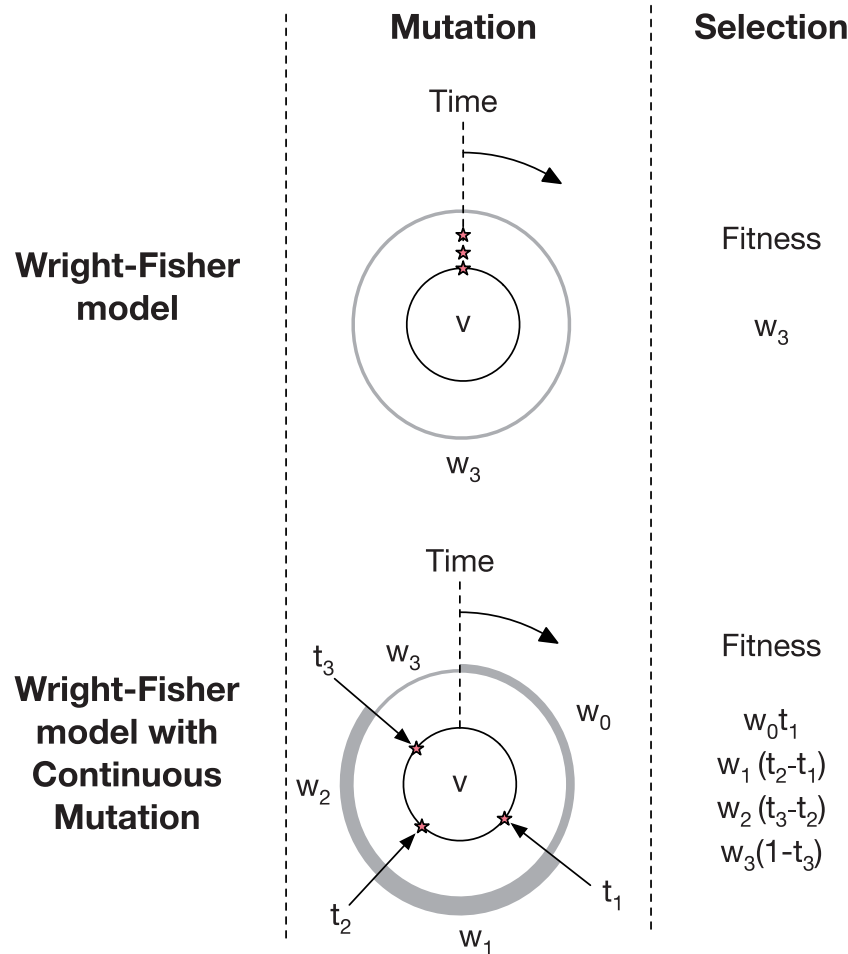 Mutation
Selection
Time
Wright-Fisher
model
v
w₃
Fitness
w₃
Time
Wright-Fisher
model with
Continuous
Mutation
t₃
w₃
w₀
w₂
v
t₂
t₁
w₁
Fitness
w₀t₁
w₁(t₂-t₁)
w₂(t₃-t₂)
w₃(1-t₃)